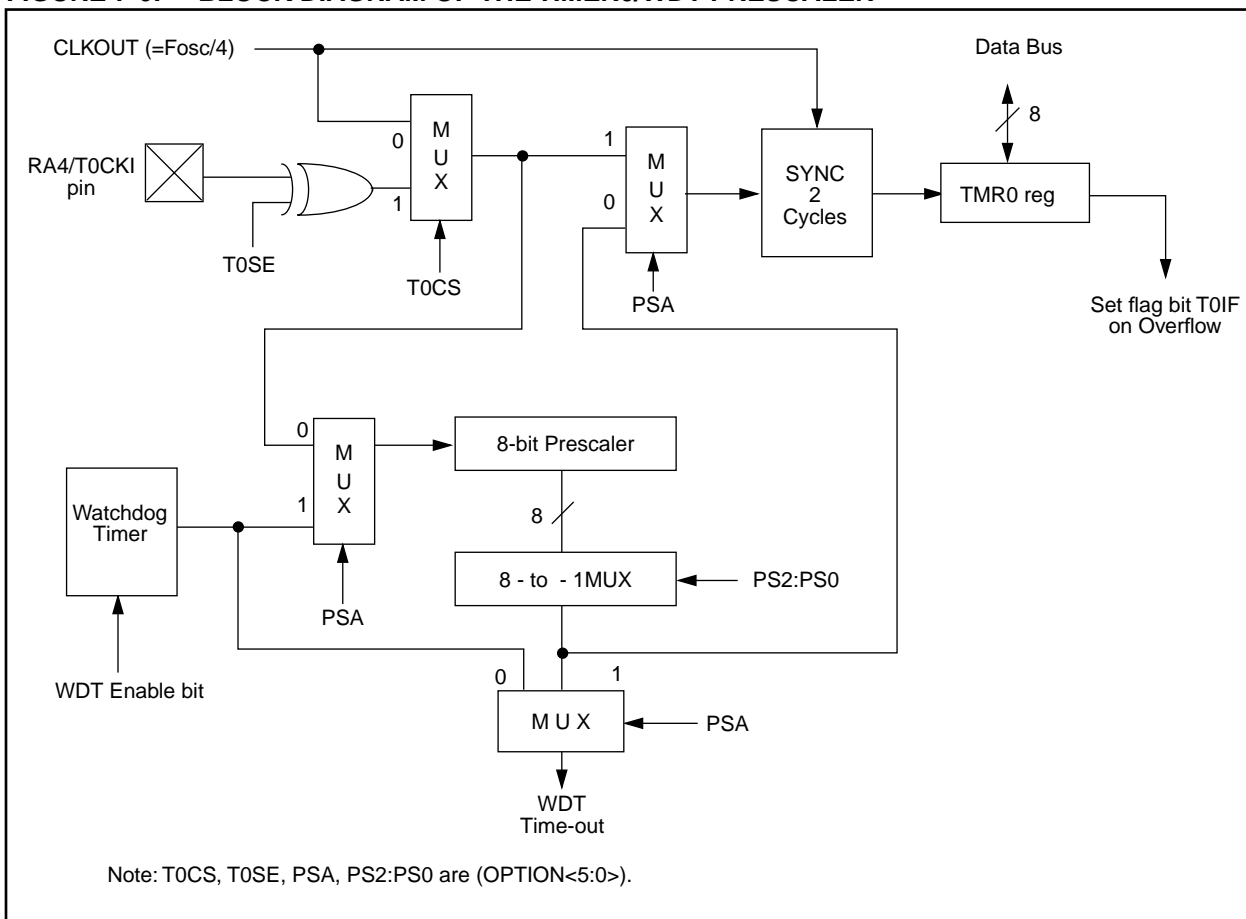 CLKOUT (=Fosc/4)
Data Bus
8
M
U
X
0
1
RA4/T0CKI
pin
T0SE
T0CS
1
0
M
U
X
PSA
SYNC
2
Cycles
TMR0 reg
Set flag bit T0IF
on Overflow
0
1
M
U
X
PSA
8-bit Prescaler
Watchdog
Timer
8
8 - to - 1MUX
PS2:PS0
WDT Enable bit
0
1
M U X
PSA
WDT
Time-out
Note: T0CS, T0SE, PSA, PS2:PS0 are (OPTION<5:0>).